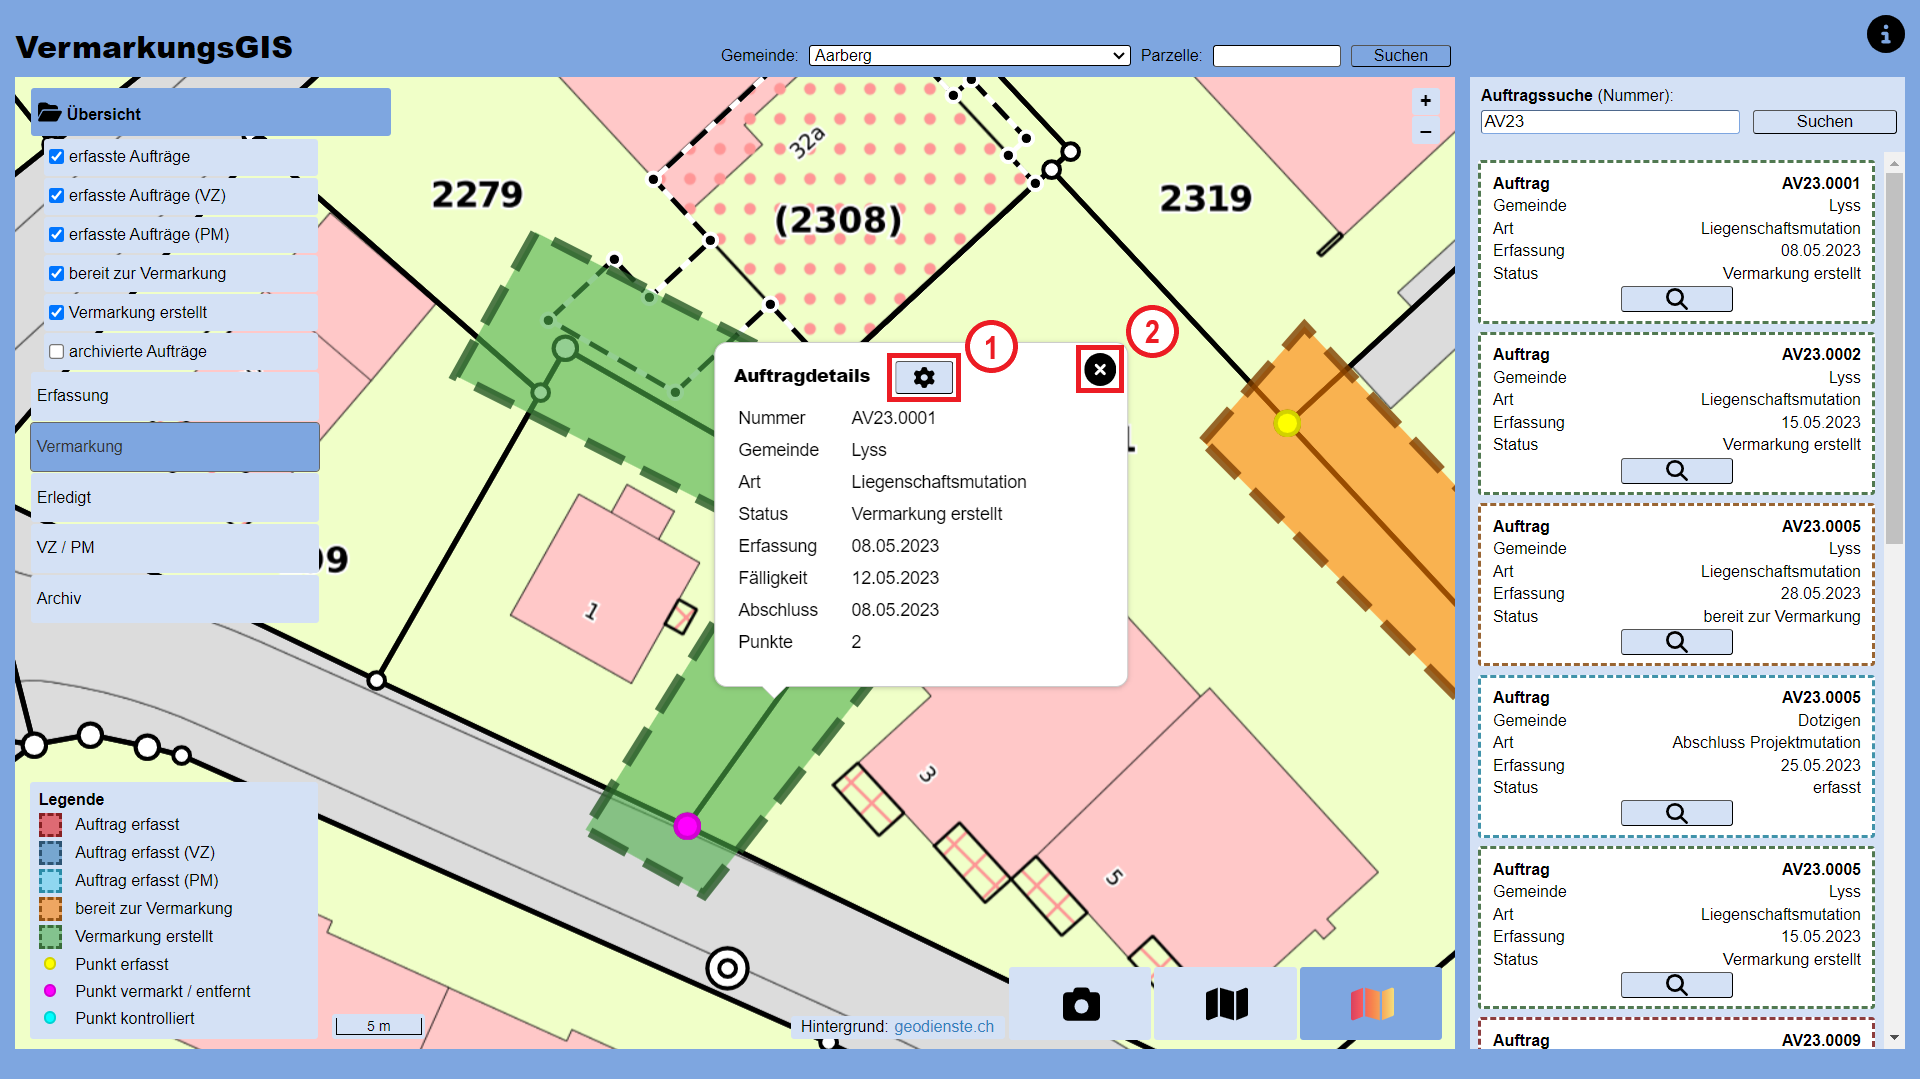 VermarkungsGIS
Gemeinde: Aarberg Parzelle: Suchen
Übersicht
erfasste Aufträge
erfasste Aufträge (VZ)
erfasste Aufträge (PM)
bereit zur Vermarkung
Vermarkung erstellt
archivierte Aufträge
Erfassung
Vermarkung
Erledigt
VZ / PM
Archiv
2279
32a
(2308)
2319
99
1
3
5
1
2
+
–
Auftragdetails
Nummer AV23.0001
Gemeinde Lyss
Art Liegenschaftsmutation
Status Vermarkung erstellt
Erfassung 08.05.2023
Fälligkeit 12.05.2023
Abschluss 08.05.2023
Punkte 2
Legende
Auftrag erfasst
Auftrag erfasst (VZ)
Auftrag erfasst (PM)
bereit zur Vermarkung
Vermarkung erstellt
Punkt erfasst
Punkt vermarkt / entfernt
Punkt kontrolliert
5 m
Hintergrund: geodienste.ch
Auftragssuche (Nummer):
AV23 Suchen
Auftrag AV23.0001
Gemeinde Lyss
Art Liegenschaftsmutation
Erfassung 08.05.2023
Status Vermarkung erstellt
Auftrag AV23.0002
Gemeinde Lyss
Art Liegenschaftsmutation
Erfassung 15.05.2023
Status Vermarkung erstellt
Auftrag AV23.0005
Gemeinde Lyss
Art Liegenschaftsmutation
Erfassung 28.05.2023
Status bereit zur Vermarkung
Auftrag AV23.0005
Gemeinde Dotzigen
Art Abschluss Projektmutation
Erfassung 25.05.2023
Status erfasst
Auftrag AV23.0005
Gemeinde Lyss
Art Liegenschaftsmutation
Erfassung 15.05.2023
Status Vermarkung erstellt
Auftrag AV23.0009